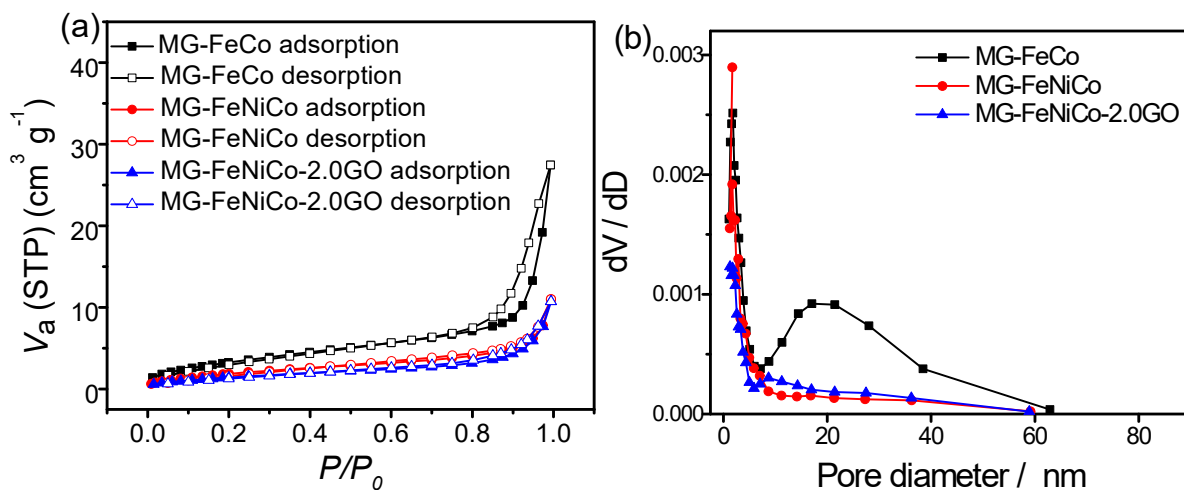 (a)
MG-FeCo adsorption
MG-FeCo desorption
MG-FeNiCo adsorption
MG-FeNiCo desorption
MG-FeNiCo-2.0GO adsorption
MG-FeNiCo-2.0GO desorption
Va (STP) (cm3 g-1)
40
30
20
10
0
0.0 0.2 0.4 0.6 0.8 1.0
P/P0
(b)
MG-FeCo
MG-FeNiCo
MG-FeNiCo-2.0GO
dV / dD
0.003
0.002
0.001
0.000
0 20 40 60 80
Pore diameter / nm